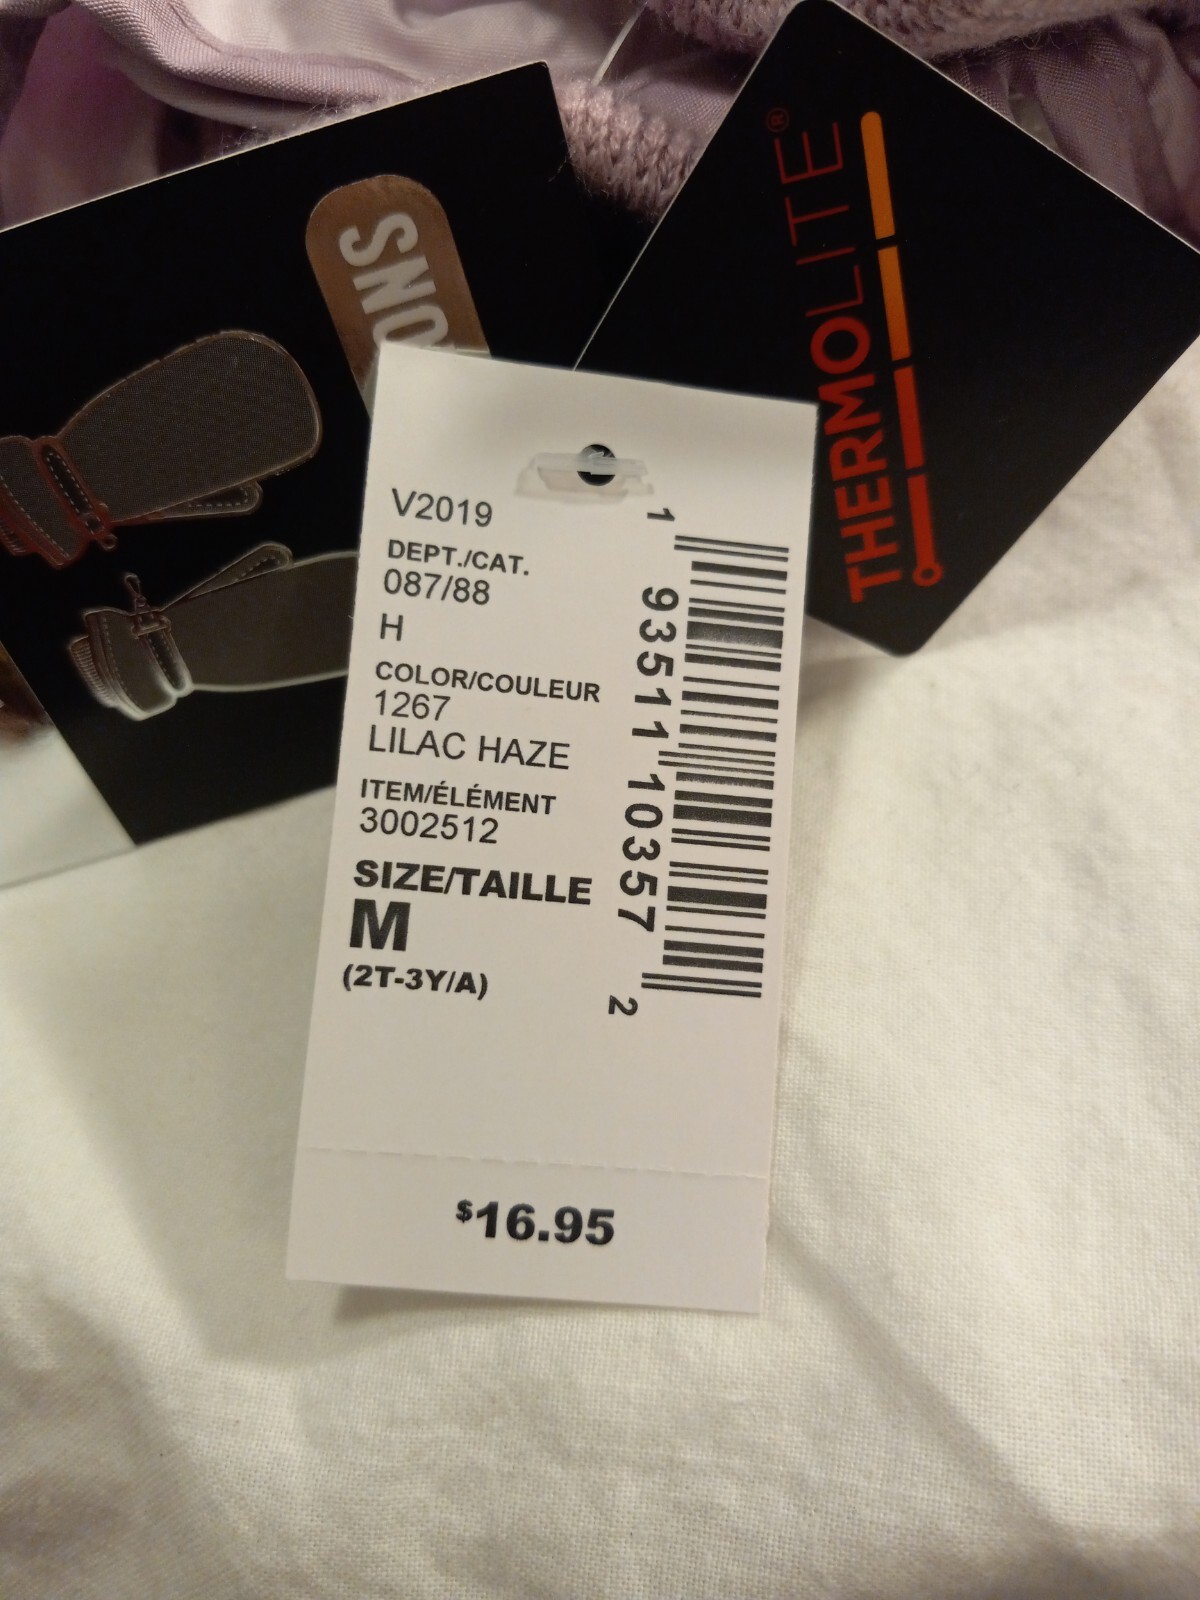 SNO
THERMOLITE®
V2019
DEPT./CAT.
087/88
H
COLOR/COULEUR
1267
LILAC HAZE
ITEM/ÉLÉMENT
3002512
SIZE/TAILLE
M
(2T-3Y/A)
1 93511 10357 2
$16.95